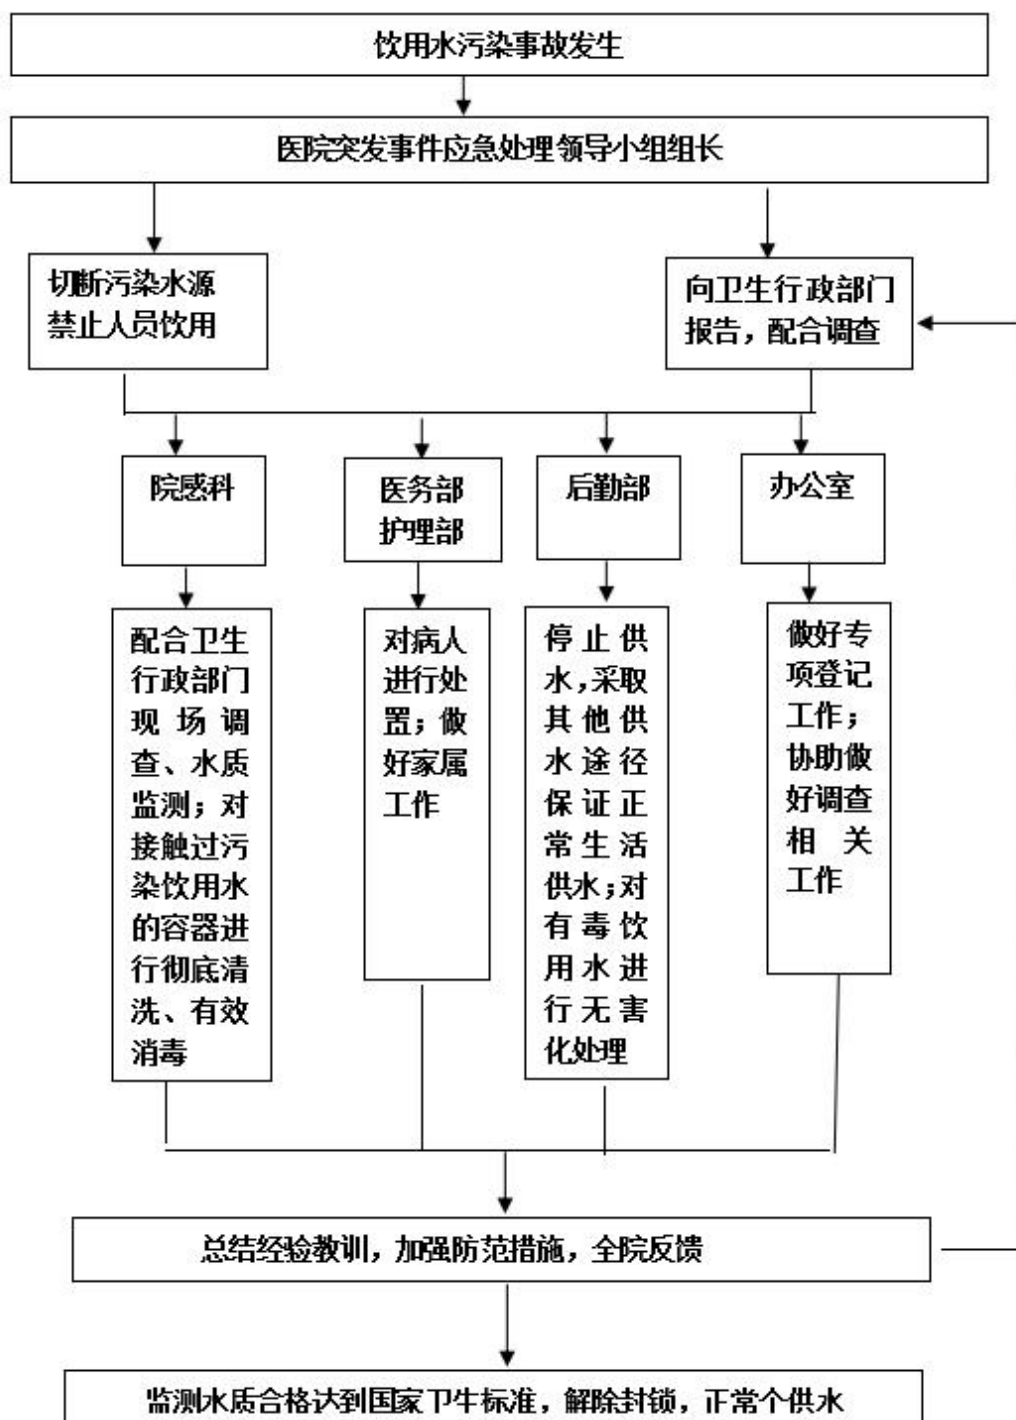 饮用水污染事故发生
医院突发事件应急处理领导小组组长
切断污染水源
禁止人员饮用
向卫生行政部门
报告，配合调查
院感科
医务部
护理部
后勤部
办公室
配合卫生
行政部门
现场调
查、水质
监测；对
接触过污
染饮用水
的容器进
行彻底清
洗、有效
消毒
对病人
进行处
置；做
好家属
工作
停止供
水，采取
其他供
水途径
保证正
常生活
供水；对
有毒饮
用水进
行无害
化处理
做好专
项登记
工作；
协助做
好调查
相关
工作
总结经验教训，加强防范措施，全院反馈
监测水质合格达到国家卫生标准，解除封锁，正常个供水